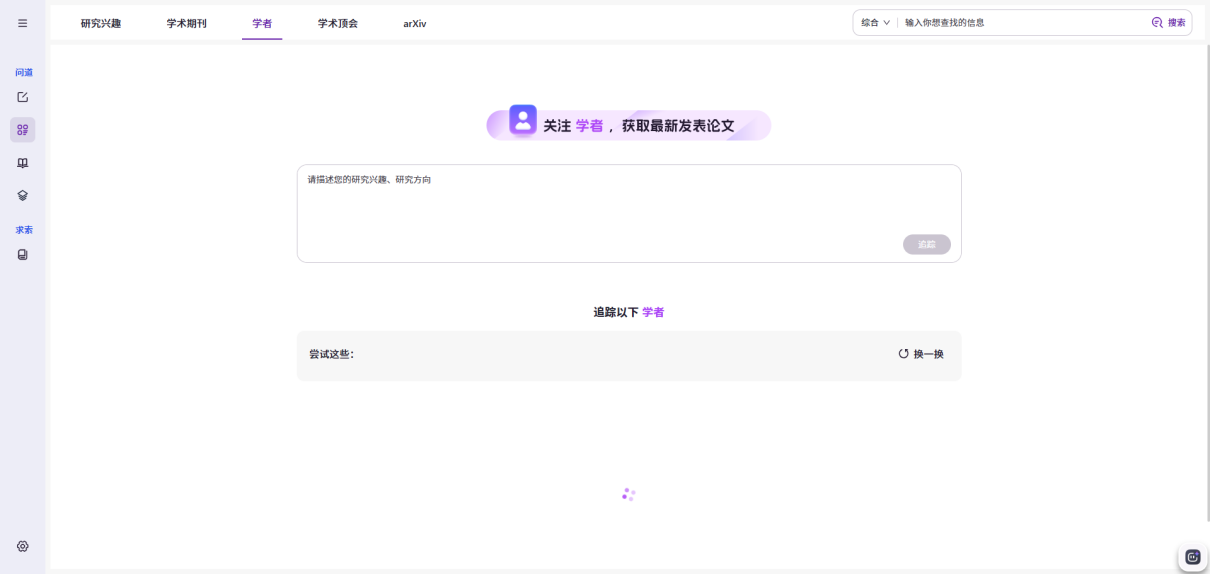 研究兴趣
学术期刊
学者
学术顶会
arXiv
综合
输入你想查找的信息
搜索
问道
求索
关注 学者 ，获取最新发表论文
请描述您的研究兴趣、研究方向
追踪
追踪以下 学者
尝试这些：
换一换